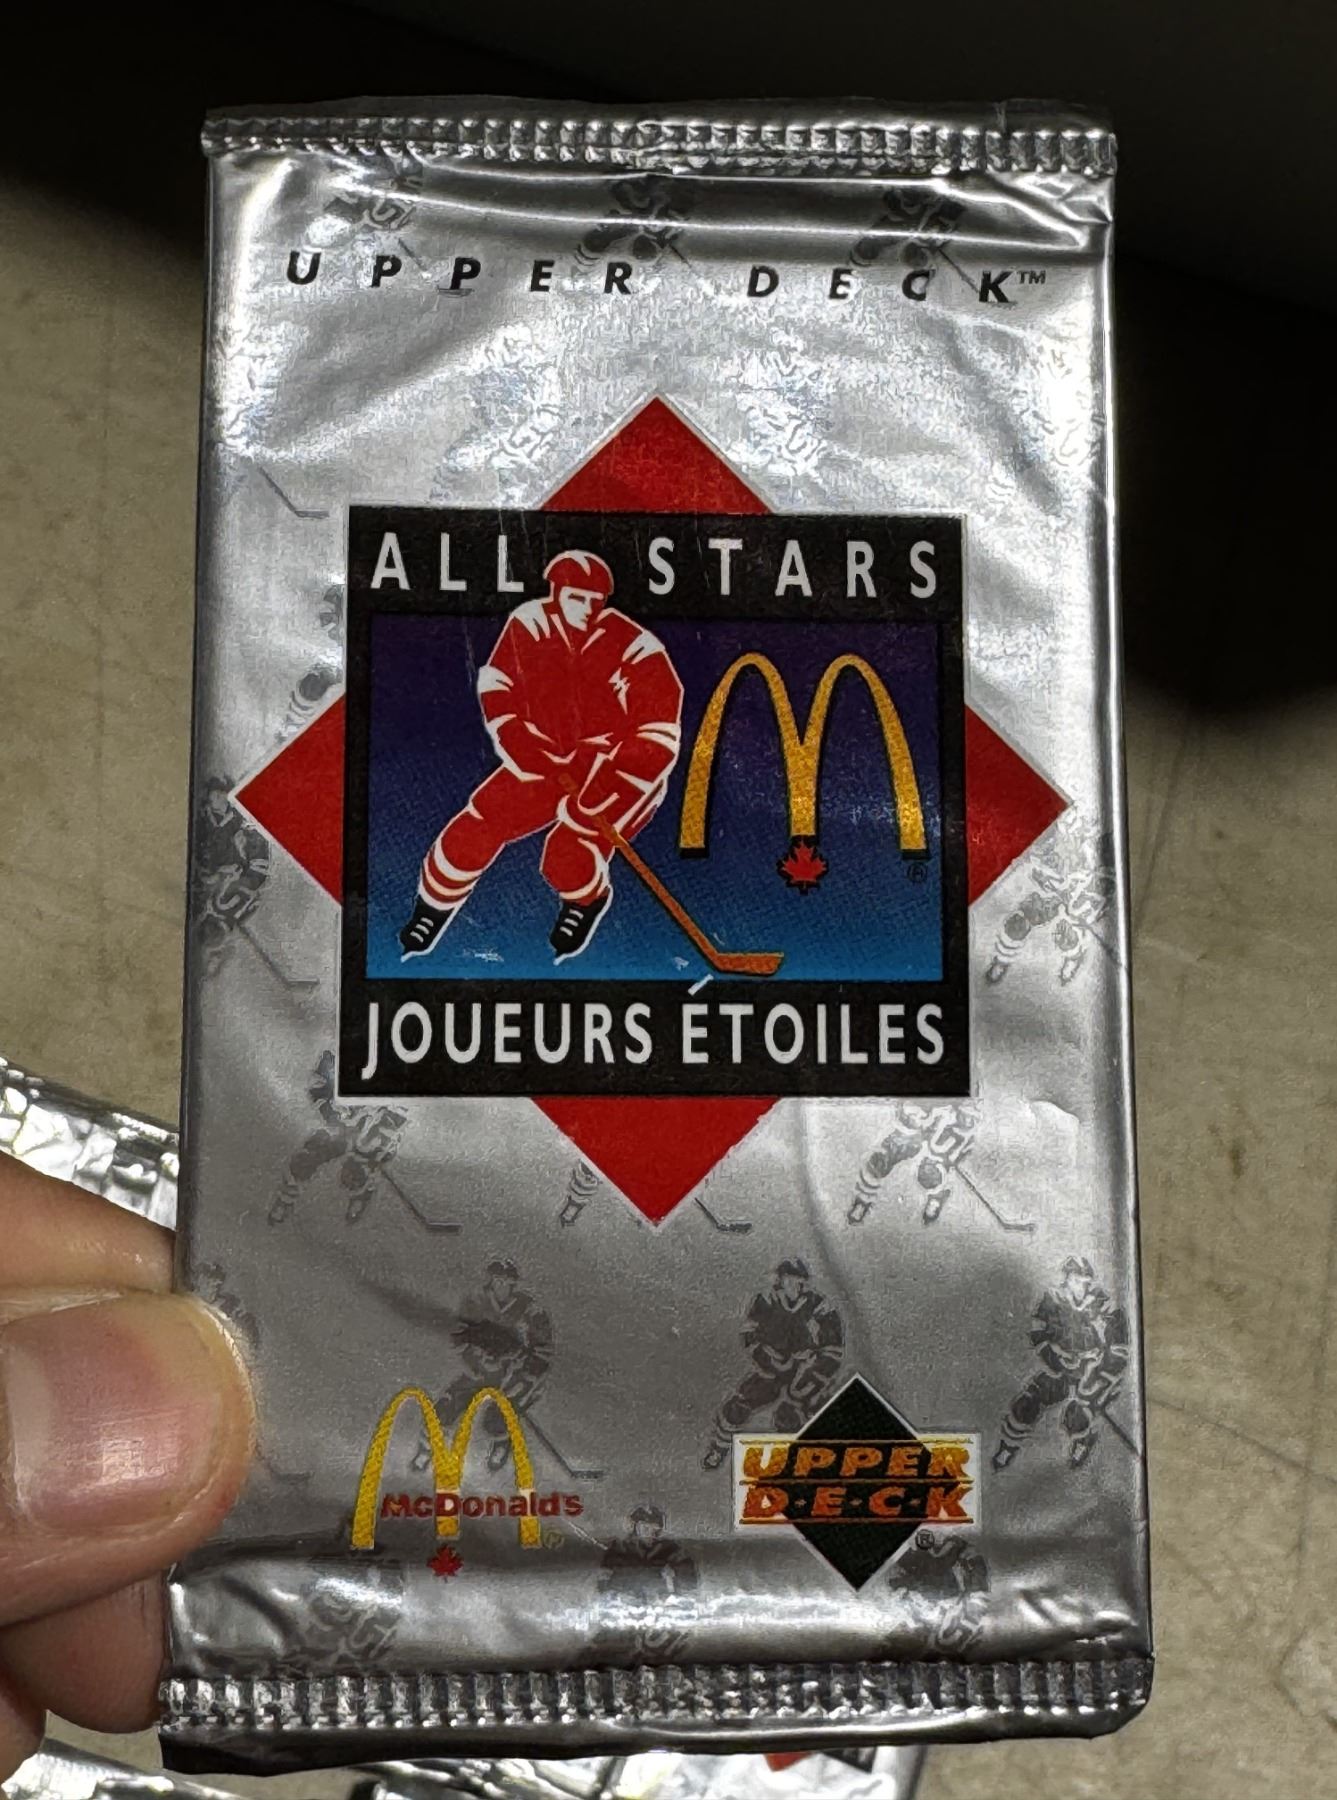 UPPER DECK™
ALL STARS
®
JOUEURS ÉTOILES
McDonald's®
UPPER
D·E·C·K
®